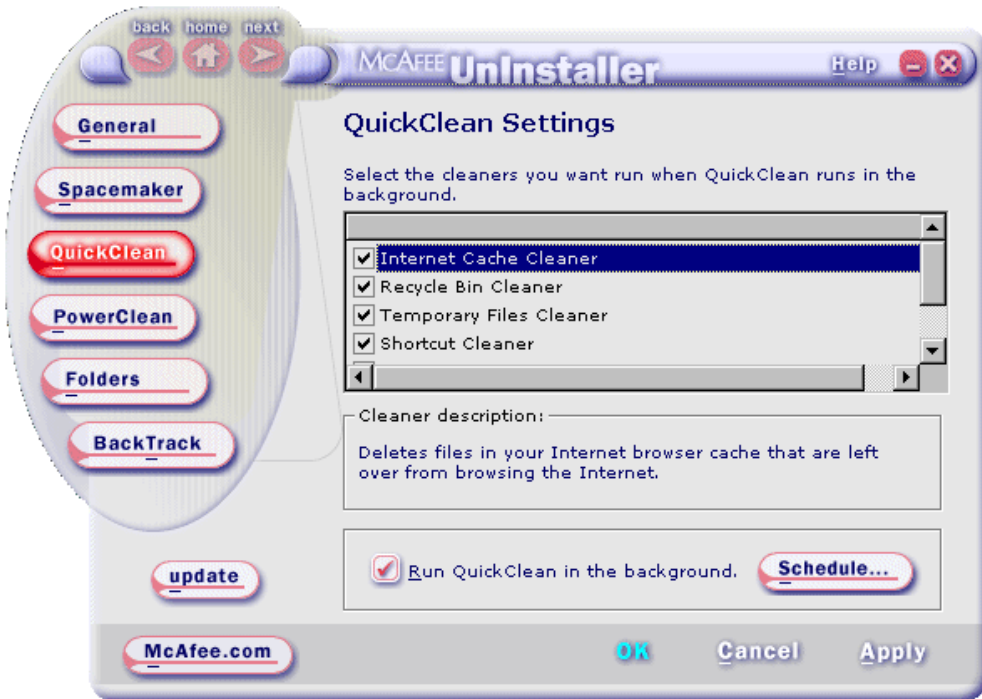 back home next
McAfee UnInstaller
Help
General
Spacemaker
QuickClean
PowerClean
Folders
BackTrack
update
McAfee.com
QuickClean Settings
Select the cleaners you want run when QuickClean runs in the
background.
Internet Cache Cleaner
Recycle Bin Cleaner
Temporary Files Cleaner
Shortcut Cleaner
Cleaner description:
Deletes files in your Internet browser cache that are left
over from browsing the Internet.
Run QuickClean in the background.
Schedule...
OK
Cancel
Apply